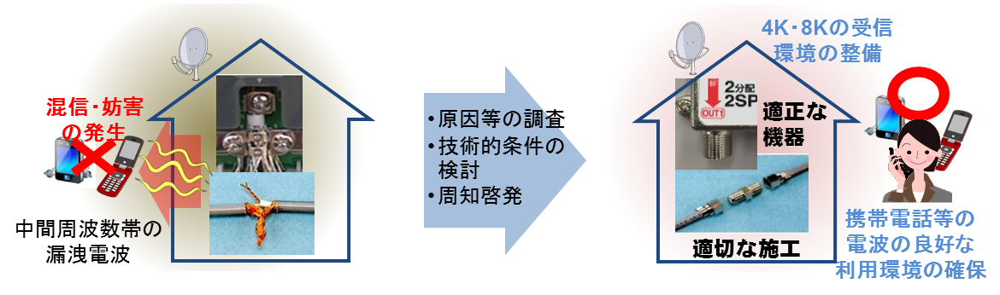 混信・妨害
の発生
中間周波数帯の
漏洩電波
・原因等の調査
・技術的条件の
検討
・周知啓発
4K・8Kの受信
環境の整備
2分配
2SP
OUT1
適正な
機器
適切な施工
携帯電話等の
電波の良好な
利用環境の確保